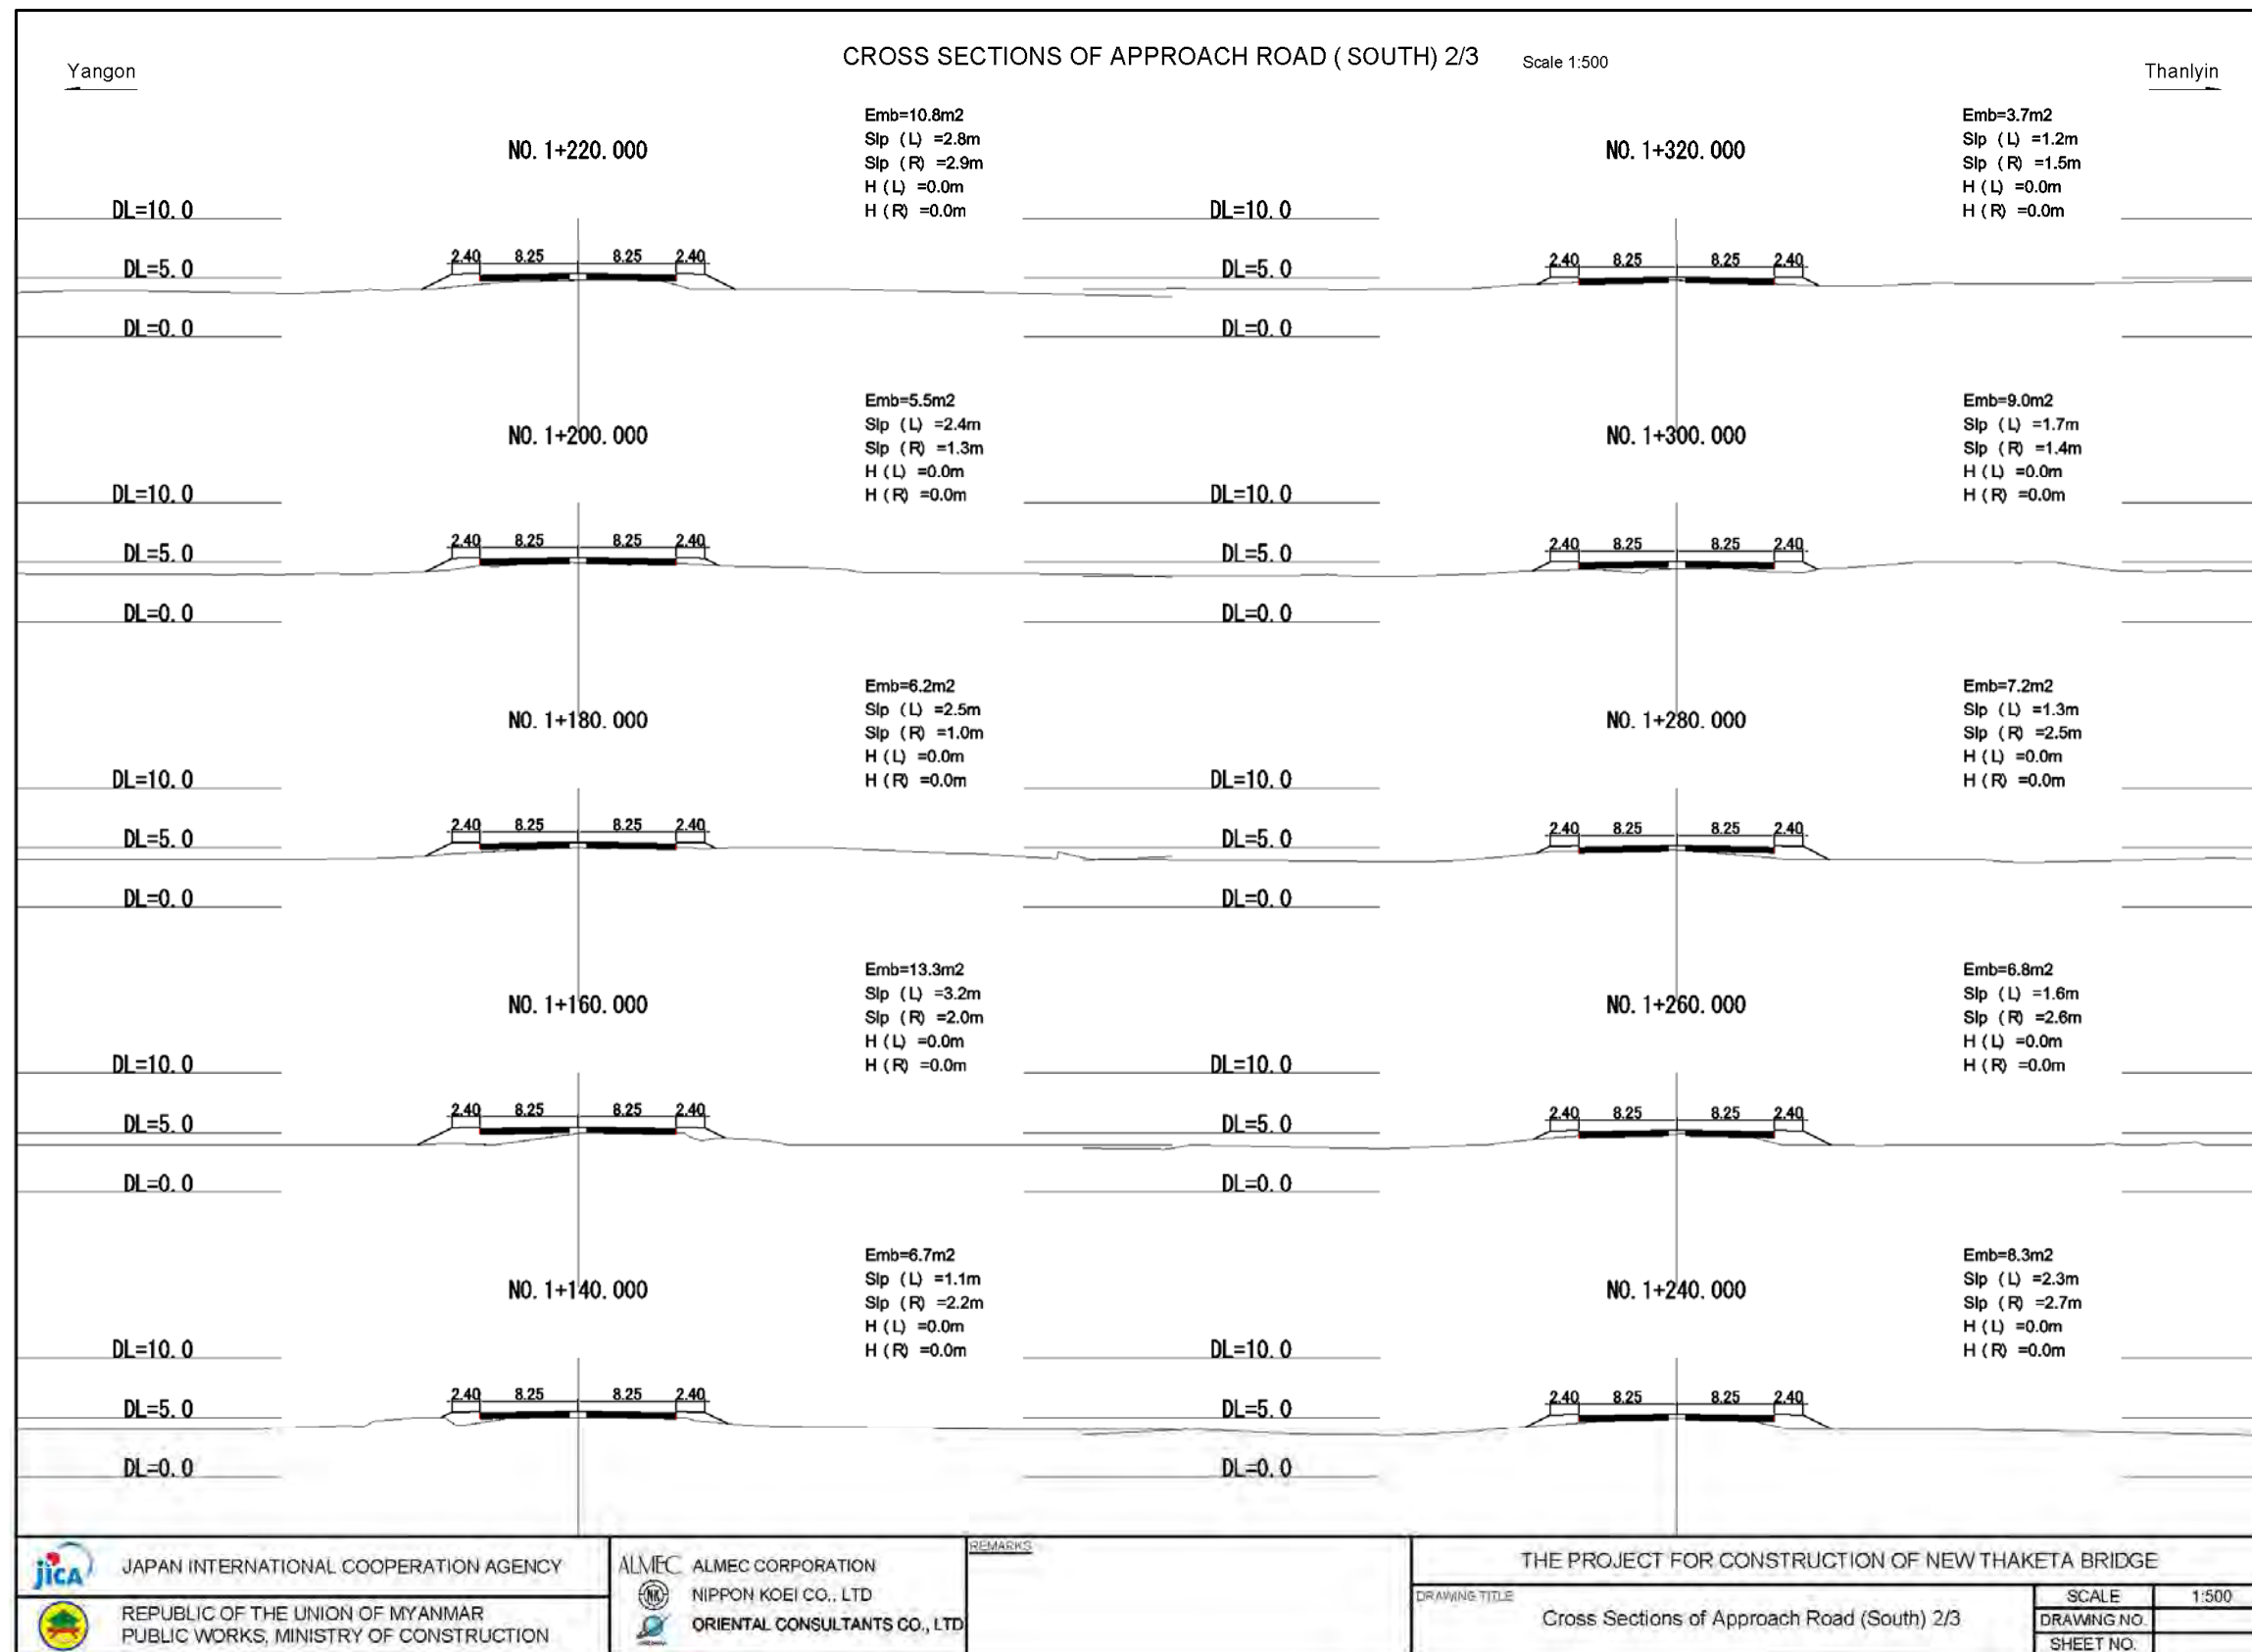 CROSS SECTIONS OF APPROACH ROAD ( SOUTH) 2/3 Scale 1:500
Yangon
Thanlyin
NO. 1+220.000
Emb=10.8m2
Slp (L) =2.8m
Slp (R) =2.9m
H (L) =0.0m
H (R) =0.0m
DL=10.0
DL=5.0
DL=0.0
2.40 8.25 8.25 2.40
NO. 1+320.000
Emb=3.7m2
Slp (L) =1.2m
Slp (R) =1.5m
H (L) =0.0m
H (R) =0.0m
DL=10.0
DL=5.0
DL=0.0
2.40 8.25 8.25 2.40
NO. 1+200.000
Emb=5.5m2
Slp (L) =2.4m
Slp (R) =1.3m
H (L) =0.0m
H (R) =0.0m
DL=10.0
DL=5.0
DL=0.0
2.40 8.25 8.25 2.40
NO. 1+300.000
Emb=9.0m2
Slp (L) =1.7m
Slp (R) =1.4m
H (L) =0.0m
H (R) =0.0m
DL=10.0
DL=5.0
DL=0.0
2.40 8.25 8.25 2.40
NO. 1+180.000
Emb=6.2m2
Slp (L) =2.5m
Slp (R) =1.0m
H (L) =0.0m
H (R) =0.0m
DL=10.0
DL=5.0
DL=0.0
2.40 8.25 8.25 2.40
NO. 1+280.000
Emb=7.2m2
Slp (L) =1.3m
Slp (R) =2.5m
H (L) =0.0m
H (R) =0.0m
DL=10.0
DL=5.0
DL=0.0
2.40 8.25 8.25 2.40
NO. 1+160.000
Emb=13.3m2
Slp (L) =3.2m
Slp (R) =2.0m
H (L) =0.0m
H (R) =0.0m
DL=10.0
DL=5.0
DL=0.0
2.40 8.25 8.25 2.40
NO. 1+260.000
Emb=6.8m2
Slp (L) =1.6m
Slp (R) =2.6m
H (L) =0.0m
H (R) =0.0m
DL=10.0
DL=5.0
DL=0.0
2.40 8.25 8.25 2.40
NO. 1+140.000
Emb=6.7m2
Slp (L) =1.1m
Slp (R) =2.2m
H (L) =0.0m
H (R) =0.0m
DL=10.0
DL=5.0
DL=0.0
2.40 8.25 8.25 2.40
NO. 1+240.000
Emb=8.3m2
Slp (L) =2.3m
Slp (R) =2.7m
H (L) =0.0m
H (R) =0.0m
DL=10.0
DL=5.0
DL=0.0
2.40 8.25 8.25 2.40
jica
JAPAN INTERNATIONAL COOPERATION AGENCY
REPUBLIC OF THE UNION OF MYANMAR
PUBLIC WORKS, MINISTRY OF CONSTRUCTION
ALMEC ALMEC CORPORATION
NK NIPPON KOEI CO., LTD
ORIENTAL CONSULTANTS CO., LTD
REMARKS
THE PROJECT FOR CONSTRUCTION OF NEW THAKETA BRIDGE
DRAWING TITLE
Cross Sections of Approach Road (South) 2/3
SCALE 1:500
DRAWING NO.
SHEET NO.